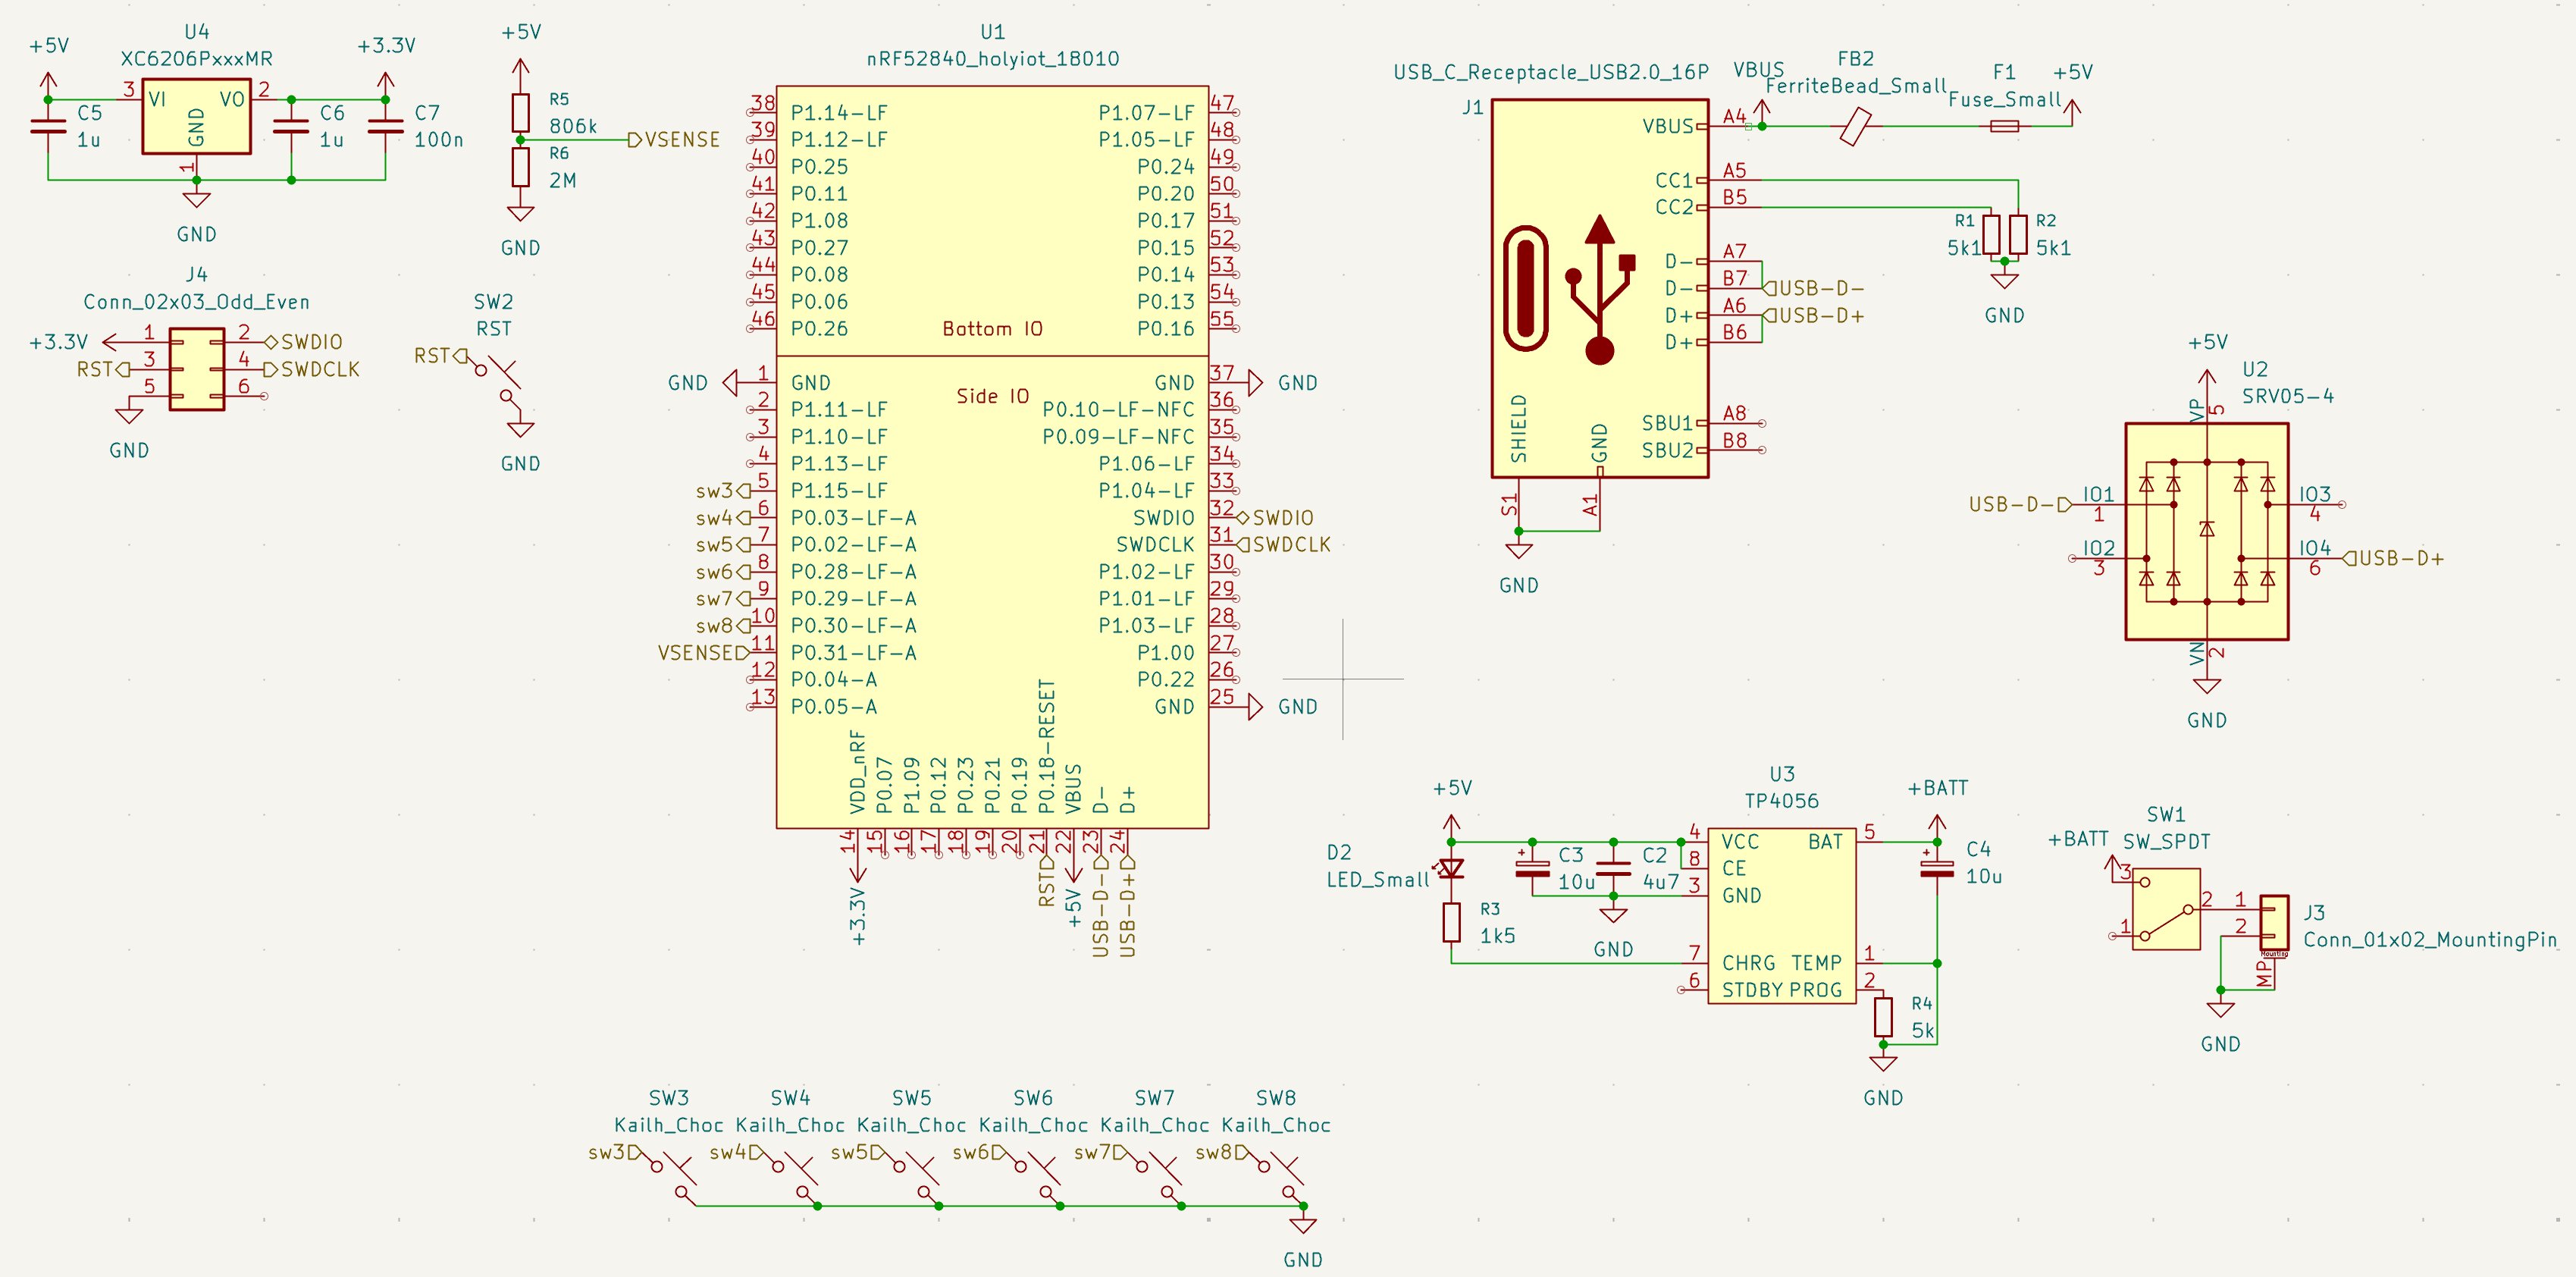 +5V
U4
XC6206PxxxMR
+3.3V
3
VI
VO
2
GND
1
C5
1u
C6
1u
C7
100n
GND
+5V
R5
806k
VSENSE
R6
2M
GND
J4
Conn_02x03_Odd_Even
+3.3V
1
2
SWDIO
RST
3
4
SWDCLK
5
6
GND
SW2
RST
RST
GND
U1
nRF52840_holyiot_18010
38
P1.14-LF
39
P1.12-LF
40
P0.25
41
P0.11
42
P1.08
43
P0.27
44
P0.08
45
P0.06
46
P0.26
P1.07-LF
47
P1.05-LF
48
P0.24
49
P0.20
50
P0.17
51
P0.15
52
P0.14
53
P0.13
54
P0.16
55
Bottom IO
Side IO
GND
1
GND
2
P1.11-LF
3
P1.10-LF
4
P1.13-LF
sw3
5
P1.15-LF
sw4
6
P0.03-LF-A
sw5
7
P0.02-LF-A
sw6
8
P0.28-LF-A
sw7
9
P0.29-LF-A
sw8
10
P0.30-LF-A
VSENSE
11
P0.31-LF-A
12
P0.04-A
13
P0.05-A
GND
37
GND
P0.10-LF-NFC
36
P0.09-LF-NFC
35
P1.06-LF
34
P1.04-LF
33
SWDIO
32
SWDIO
SWDCLK
31
SWDCLK
P1.02-LF
30
P1.01-LF
29
P1.03-LF
28
P1.00
27
P0.22
26
GND
25
GND
VDD_nRF
14
+3.3V
P0.07
15
P1.09
16
P0.12
17
P0.23
18
P0.21
19
P0.19
20
P0.18-RESET
21
RST
VBUS
22
+5V
D-
23
USB-D-
D+
24
USB-D+
USB_C_Receptacle_USB2.0_16P
J1
VBUS
A4
CC1
A5
CC2
B5
D-
A7
D-
B7
USB-D-
D+
A6
USB-D+
D+
B6
SBU1
A8
SBU2
B8
SHIELD
GND
S1
A1
GND
VBUS
FB2
FerriteBead_Small
F1
Fuse_Small
+5V
R1
5k1
R2
5k1
GND
+5V
U2
SRV05-4
VP
5
USB-D-
IO1
1
IO2
3
IO3
4
IO4
6
USB-D+
VN
2
GND
U3
TP4056
+5V
+BATT
D2
LED_Small
C3
10u
C2
4u7
GND
R3
1k5
4
VCC
8
CE
3
GND
7
CHRG
6
STDBY
BAT
5
TEMP
1
PROG
2
C4
10u
R4
5k
GND
SW1
SW_SPDT
+BATT
3
1
2
1
2
J3
Conn_01x02_MountingPin
Mounting
MP
GND
SW3
Kailh_Choc
sw3
SW4
Kailh_Choc
sw4
SW5
Kailh_Choc
sw5
SW6
Kailh_Choc
sw6
SW7
Kailh_Choc
sw7
SW8
Kailh_Choc
sw8
GND